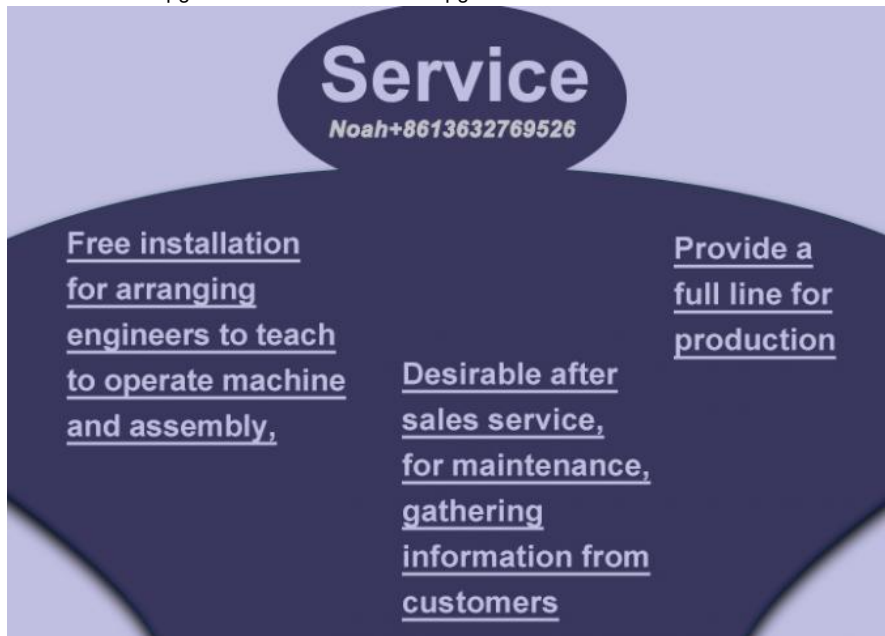 Service
Noah+8613632769526
Free installation
for arranging
engineers to teach
to operate machine
and assembly,
Desirable after
sales service,
for maintenance,
gathering
information from
customers
Provide a
full line for
production